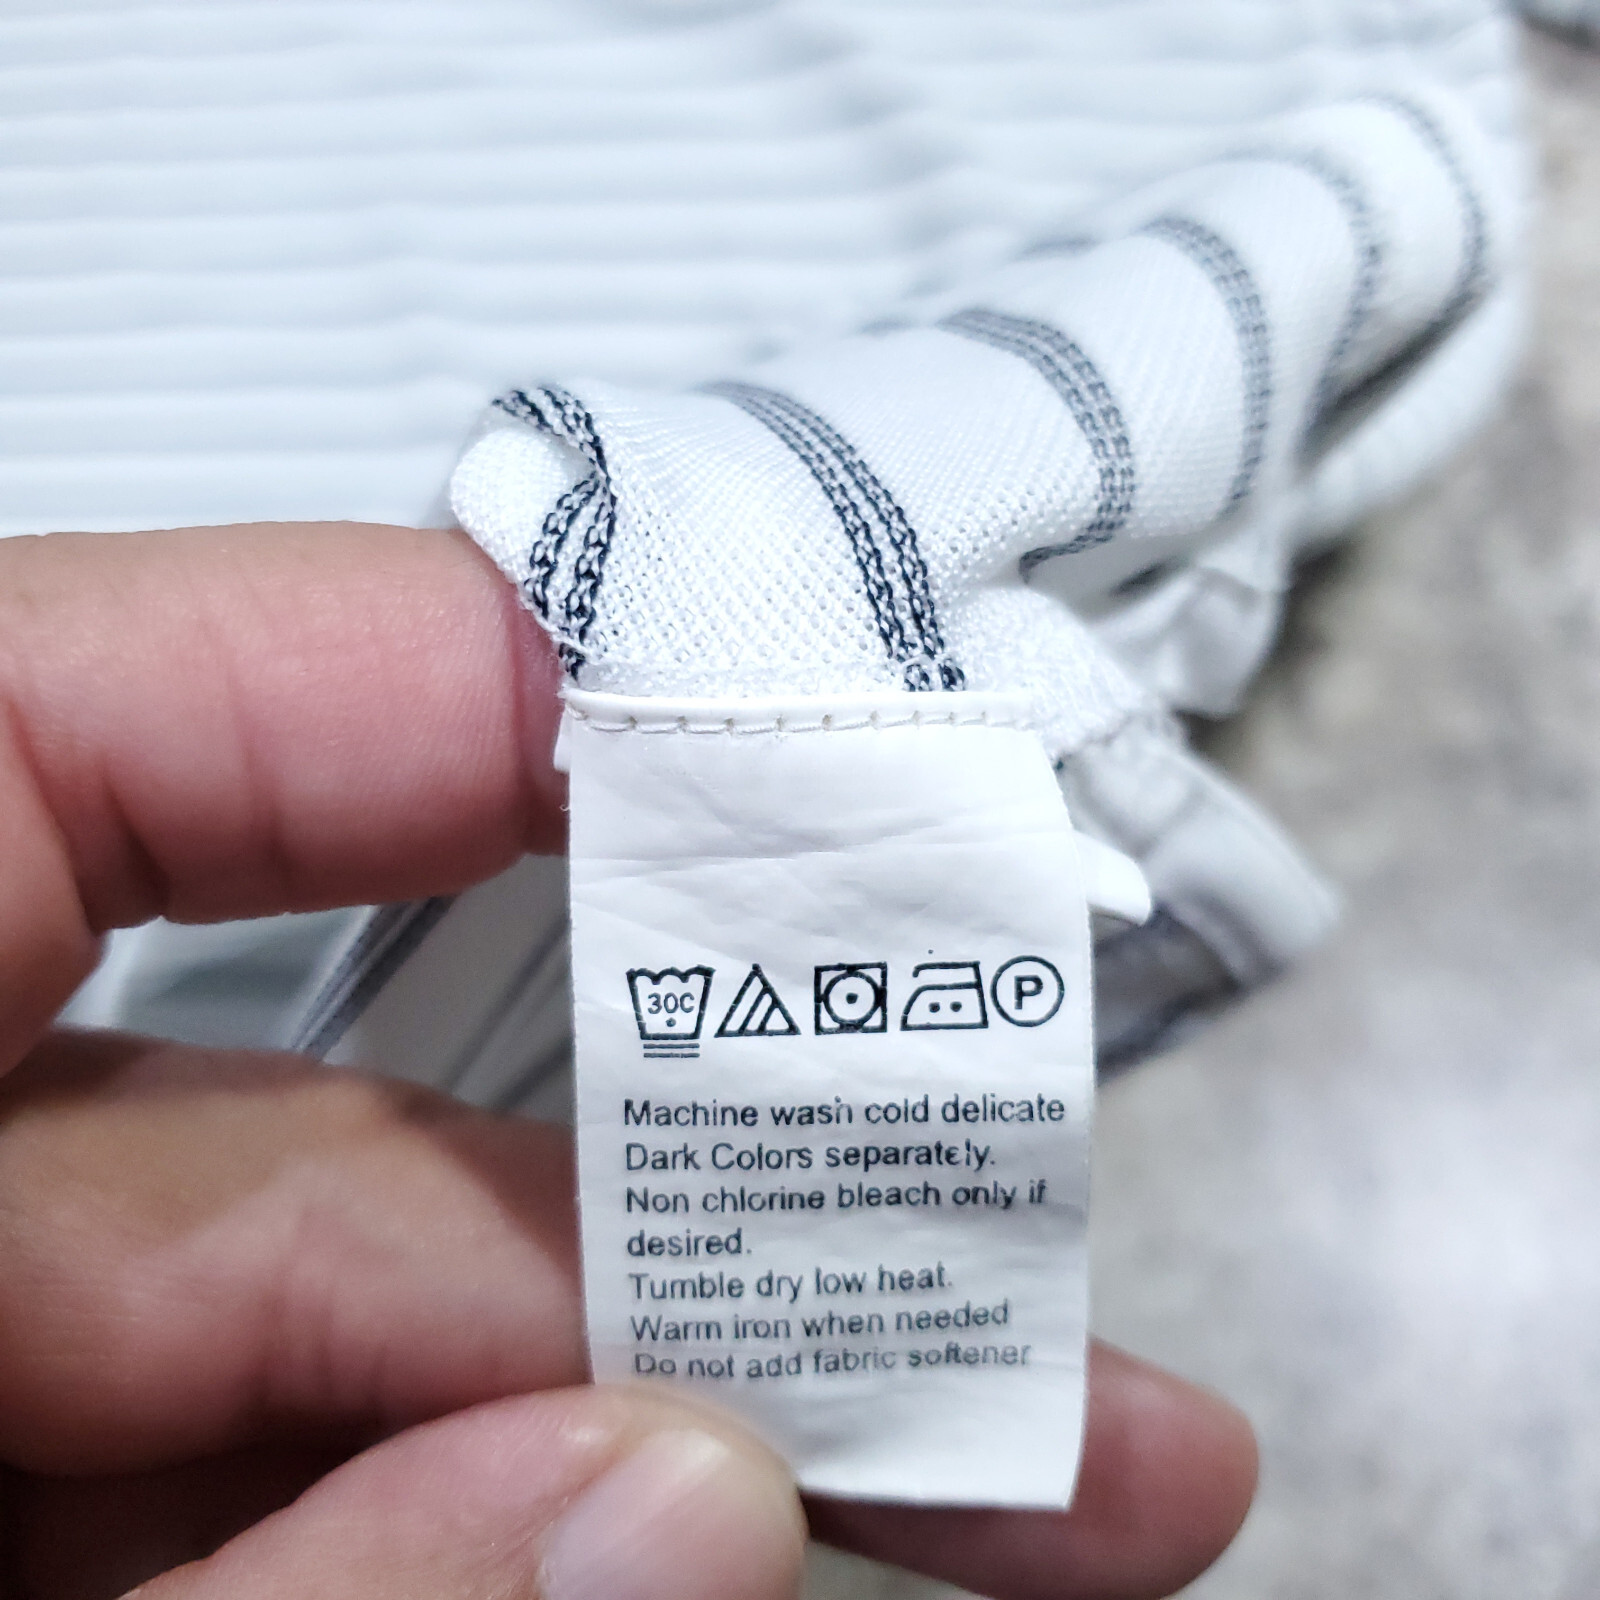 30C
P
Machine wash cold delicate
Dark Colors separately.
Non chlorine bleach only if
desired.
Tumble dry low heat.
Warm iron when needed
Do not add fabric softener